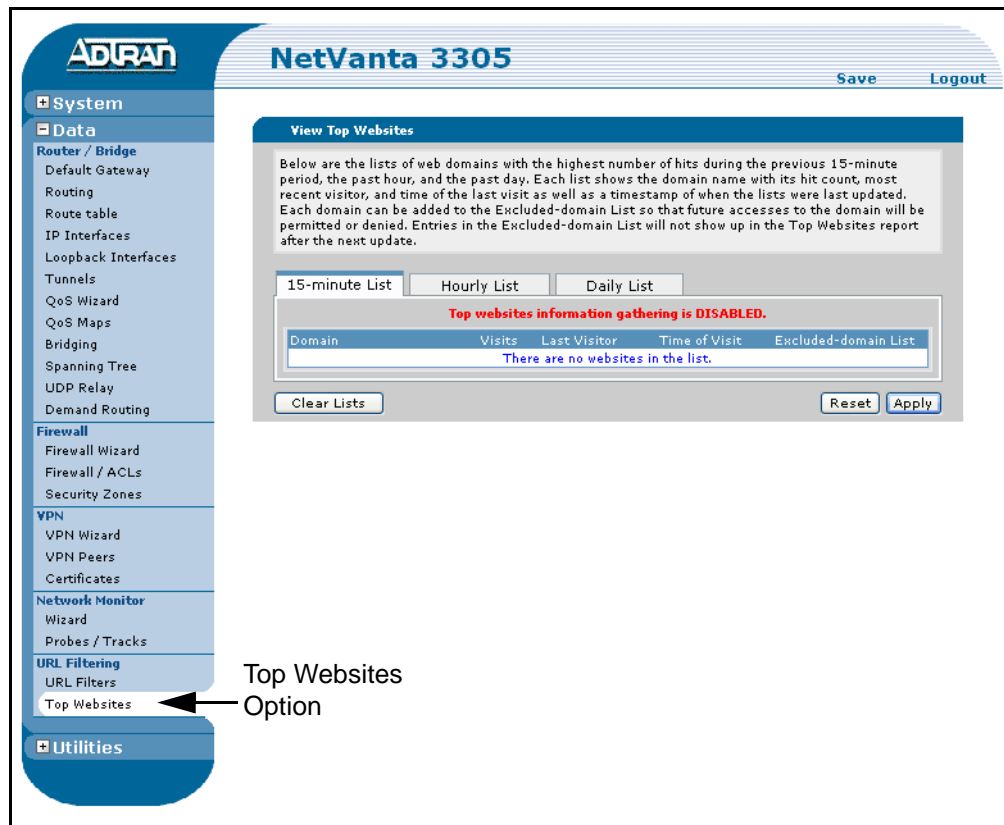 ADTRAN
NetVanta 3305
Save
Logout
System
Data
Router / Bridge
Default Gateway
Routing
Route table
IP Interfaces
Loopback Interfaces
Tunnels
QoS Wizard
QoS Maps
Bridging
Spanning Tree
UDP Relay
Demand Routing
Firewall
Firewall Wizard
Firewall / ACLs
Security Zones
VPN
VPN Wizard
VPN Peers
Certificates
Network Monitor
Wizard
Probes / Tracks
URL Filtering
URL Filters
Top Websites
Utilities
View Top Websites
Below are the lists of web domains with the highest number of hits during the previous 15-minute
period, the past hour, and the past day. Each list shows the domain name with its hit count, most
recent visitor, and time of the last visit as well as a timestamp of when the lists were last updated.
Each domain can be added to the Excluded-domain List so that future accesses to the domain will be
permitted or denied. Entries in the Excluded-domain List will not show up in the Top Websites report
after the next update.
15-minute List
Hourly List
Daily List
Top websites information gathering is DISABLED.
Domain Visits Last Visitor Time of Visit Excluded-domain List
There are no websites in the list.
Clear Lists
Reset
Apply
Top Websites
Option